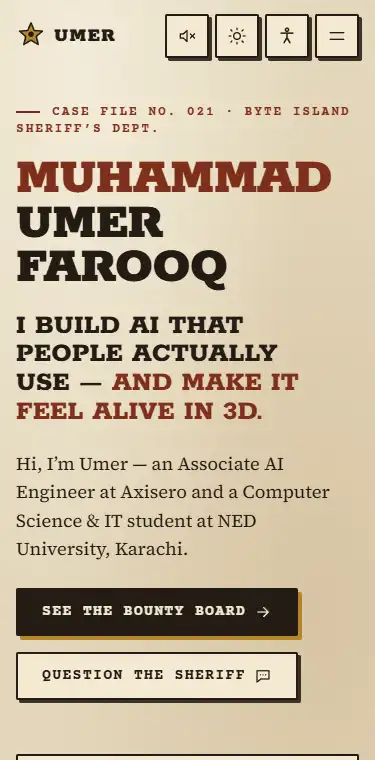 UMER
CASE FILE NO. 021 · BYTE ISLAND
SHERIFF'S DEPT.
MUHAMMAD
UMER
FAROOQ
I BUILD AI THAT
PEOPLE ACTUALLY
USE — AND MAKE IT
FEEL ALIVE IN 3D.
Hi, I’m Umer — an Associate AI
Engineer at Axisero and a Computer
Science & IT student at NED
University, Karachi.
SEE THE BOUNTY BOARD →
QUESTION THE SHERIFF